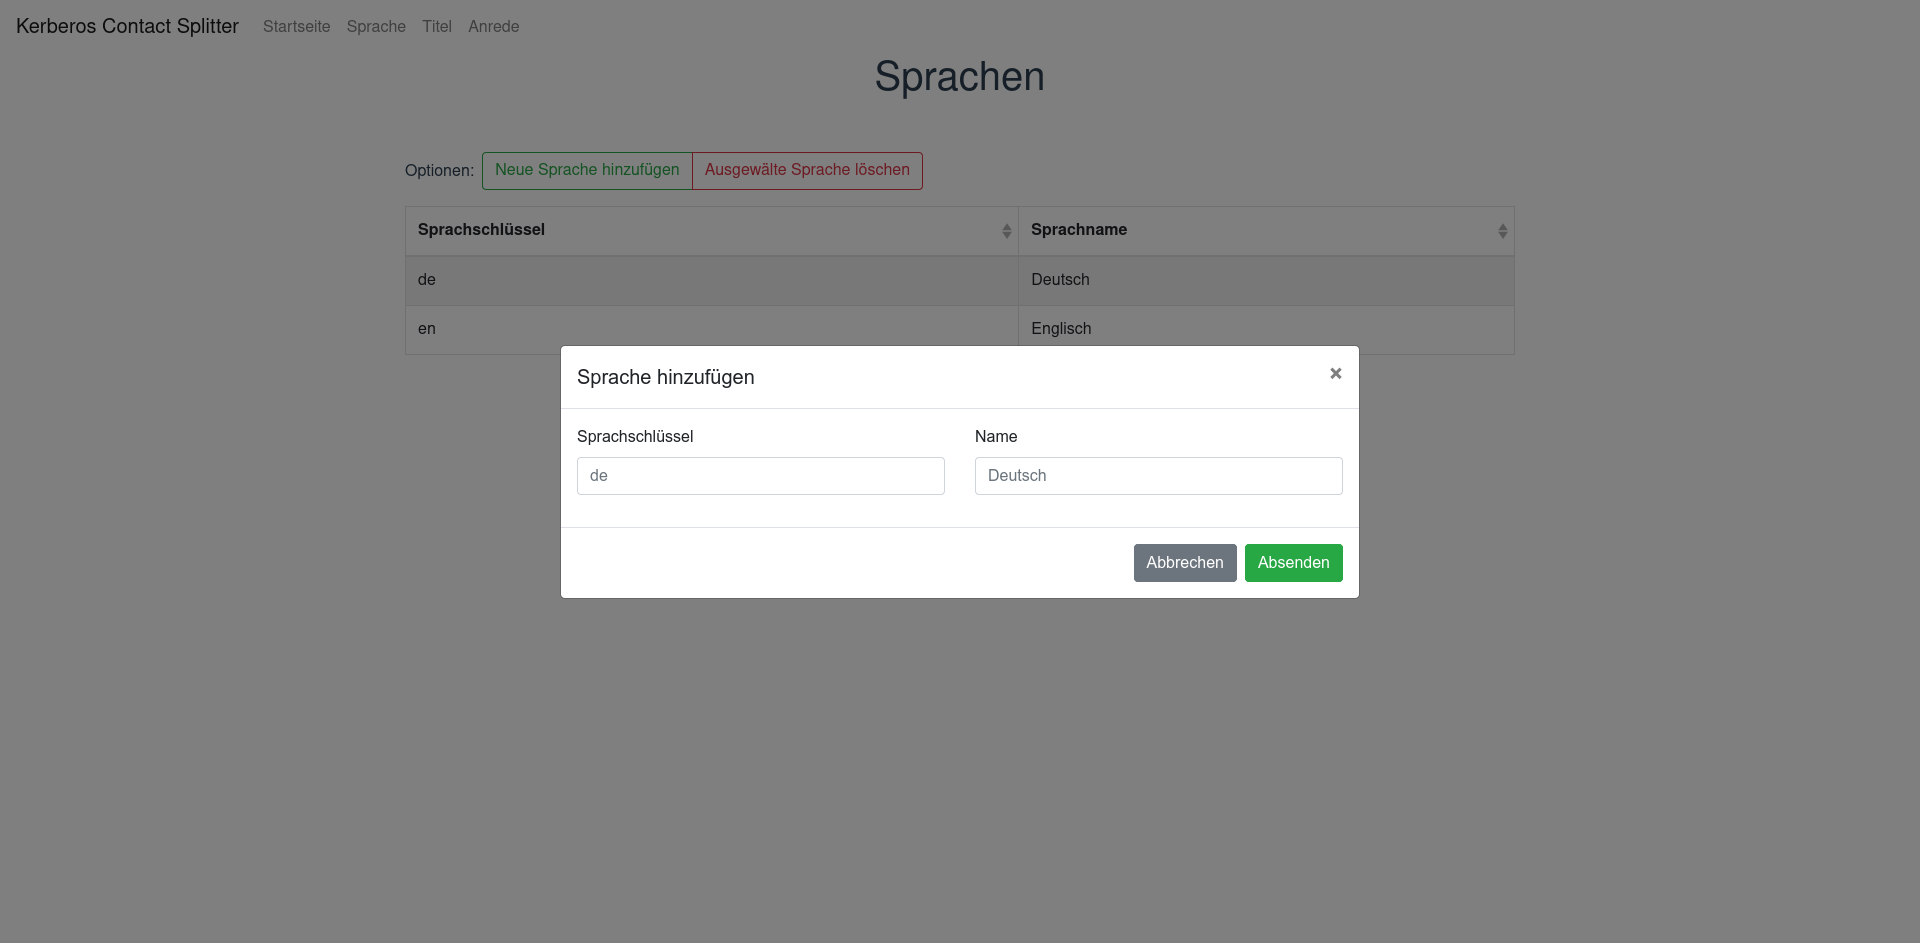 Kerberos Contact Splitter Startseite Sprache Titel Anrede
Sprachen
Optionen: Neue Sprache hinzufügen Ausgewälte Sprache löschen
Sprachschlüssel Sprachname
de Deutsch
en Englisch
Sprache hinzufügen ×
Sprachschlüssel Name
de Deutsch
Abbrechen Absenden